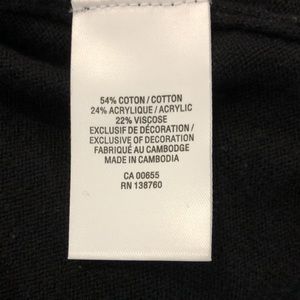 54% COTON / COTTON
24% ACRYLIQUE / ACRYLIC
22% VISCOSE
EXCLUSIF DE DÉCORATION /
EXCLUSIVE OF DECORATION
FABRIQUÉ AU CAMBODGE
MADE IN CAMBODIA
CA 00655
RN 138760